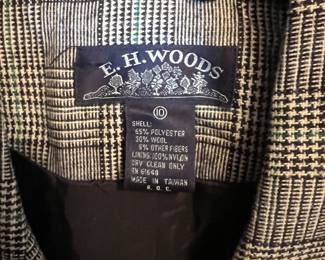 E.H.WOODS
10
SHELL:
65% POLYESTER
30% WOOL
5% OTHER FIBERS
LINING:100%NYLON
DRY CLEAN ONLY
RN 61648
MADE IN TAIWAN
R.O.C.